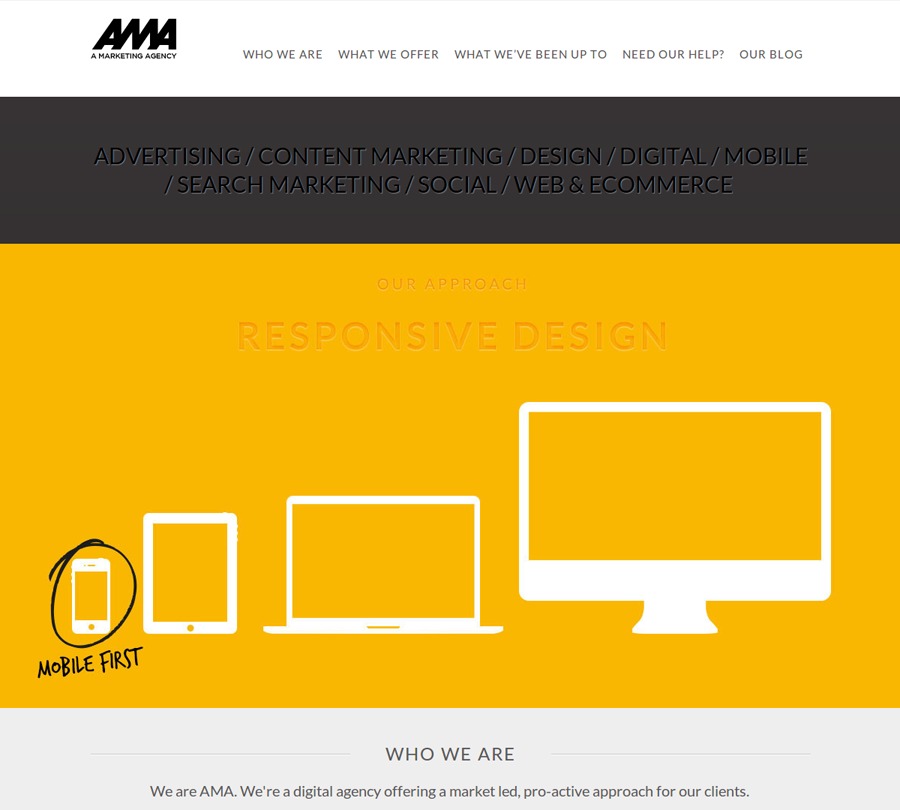 AMA
A MARKETING AGENCY
WHO WE ARE WHAT WE OFFER WHAT WE'VE BEEN UP TO NEED OUR HELP? OUR BLOG
ADVERTISING / CONTENT MARKETING / DESIGN / DIGITAL / MOBILE
/ SEARCH MARKETING / SOCIAL / WEB & ECOMMERCE
OUR APPROACH
RESPONSIVE DESIGN
MOBILE FIRST
WHO WE ARE
We are AMA. We're a digital agency offering a market led, pro-active approach for our clients.